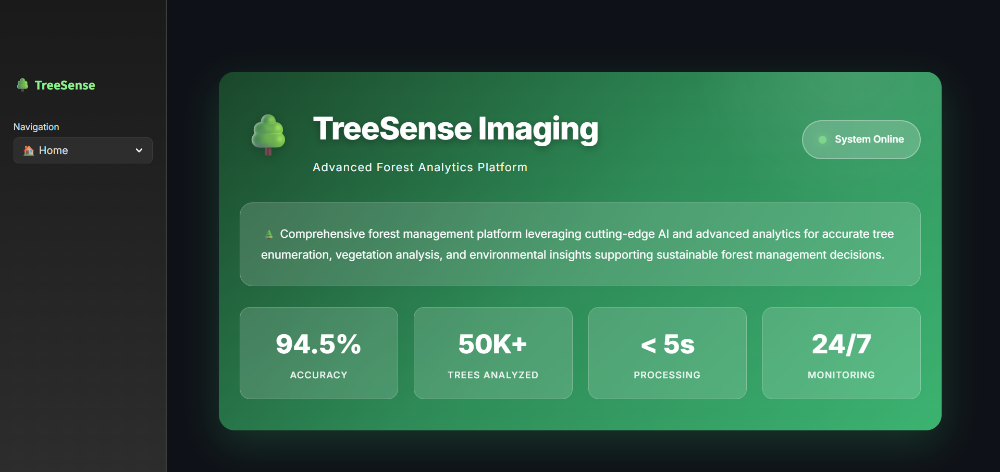 TreeSense
Navigation
Home
TreeSense Imaging
Advanced Forest Analytics Platform
System Online
Comprehensive forest management platform leveraging cutting-edge AI and advanced analytics for accurate tree
enumeration, vegetation analysis, and environmental insights supporting sustainable forest management decisions.
94.5%
ACCURACY
50K+
TREES ANALYZED
< 5s
PROCESSING
24/7
MONITORING